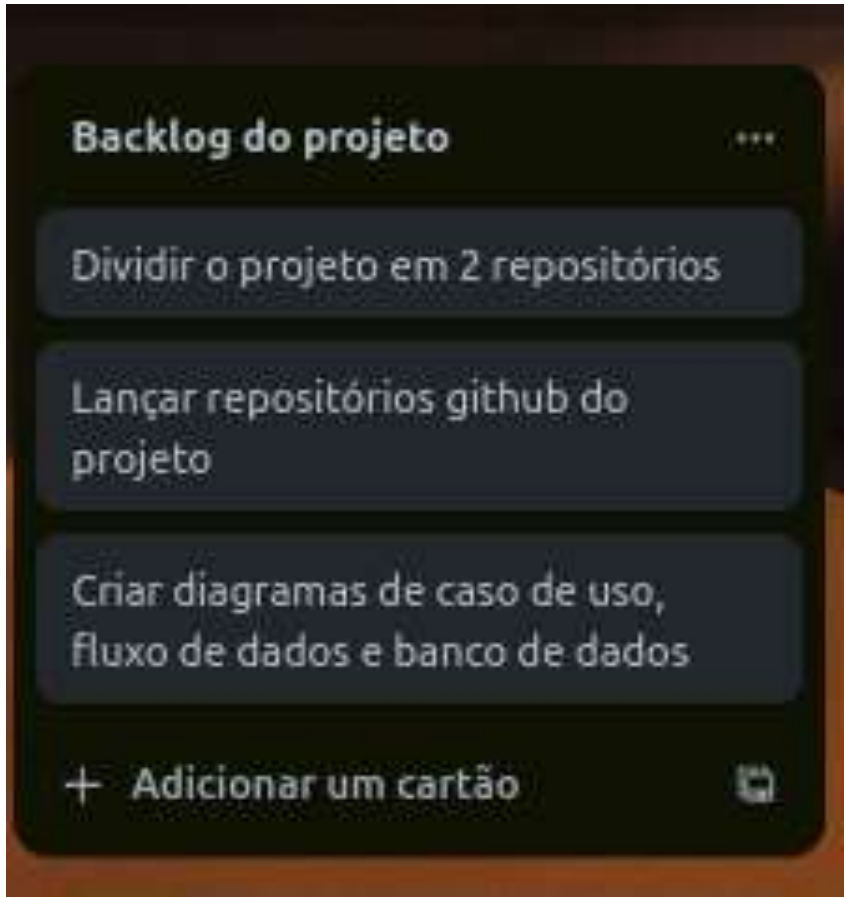 Backlog do projeto
Dividir o projeto em 2 repositórios
Lançar repositórios github do
projeto
Criar diagramas de caso de uso,
fluxo de dados e banco de dados
+ Adicionar um cartão